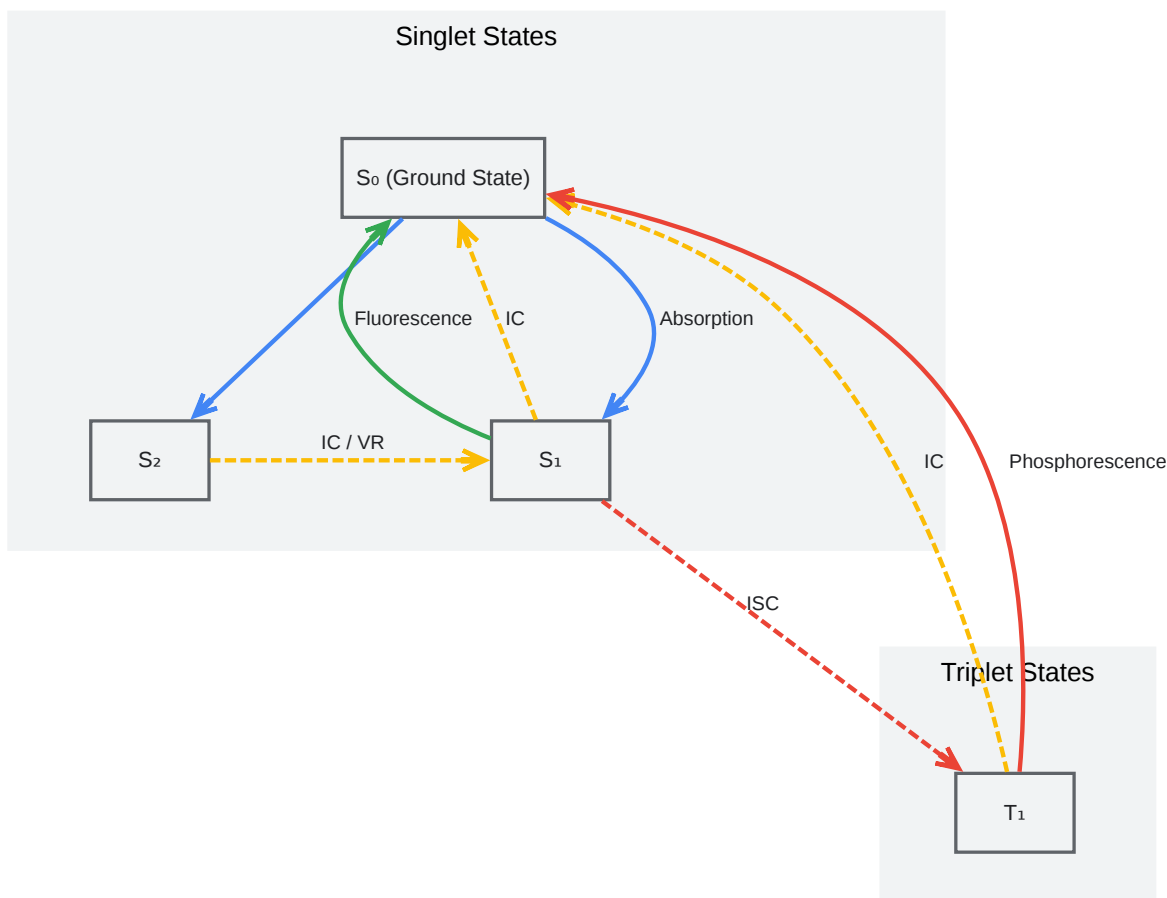 Singlet States
S₀ (Ground State)
Fluorescence
IC
Absorption
IC / VR
S₂
S₁
IC
Phosphorescence
ISC
Triplet States
T₁